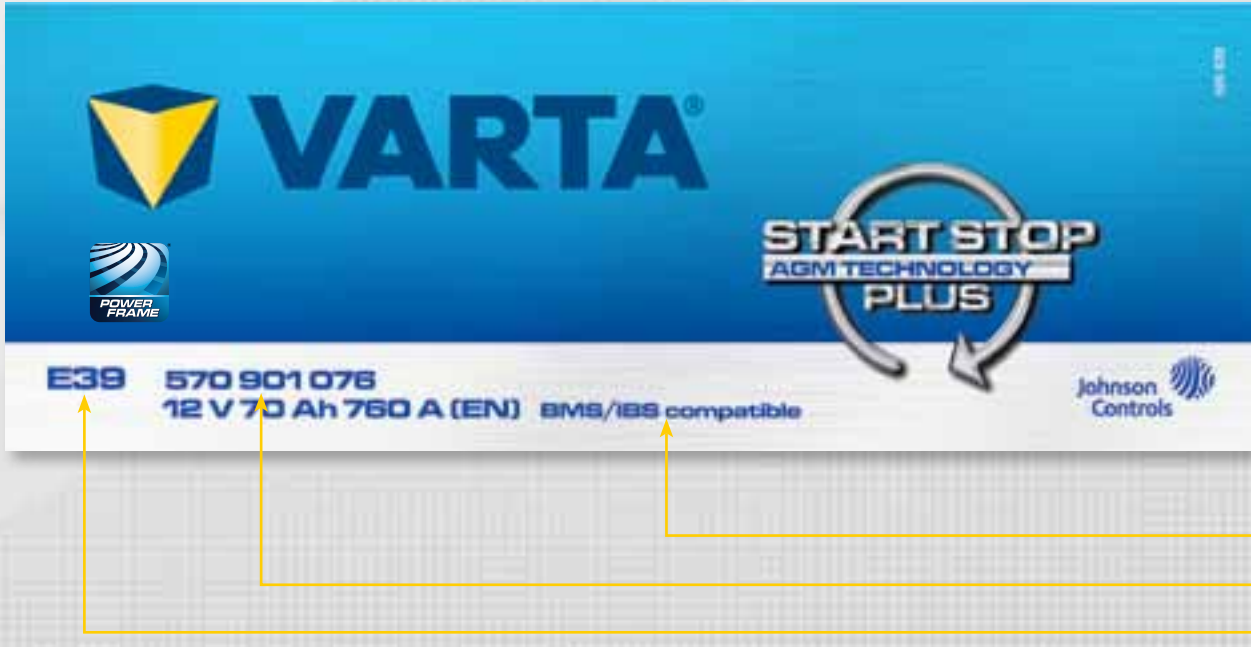 VARTA®
START STOP
AGM TECHNOLOGY
PLUS
POWER
FRAME
E39 570 901 076
12 V 70 Ah 760 A (EN) BMS/IBS compatible
Johnson
Controls